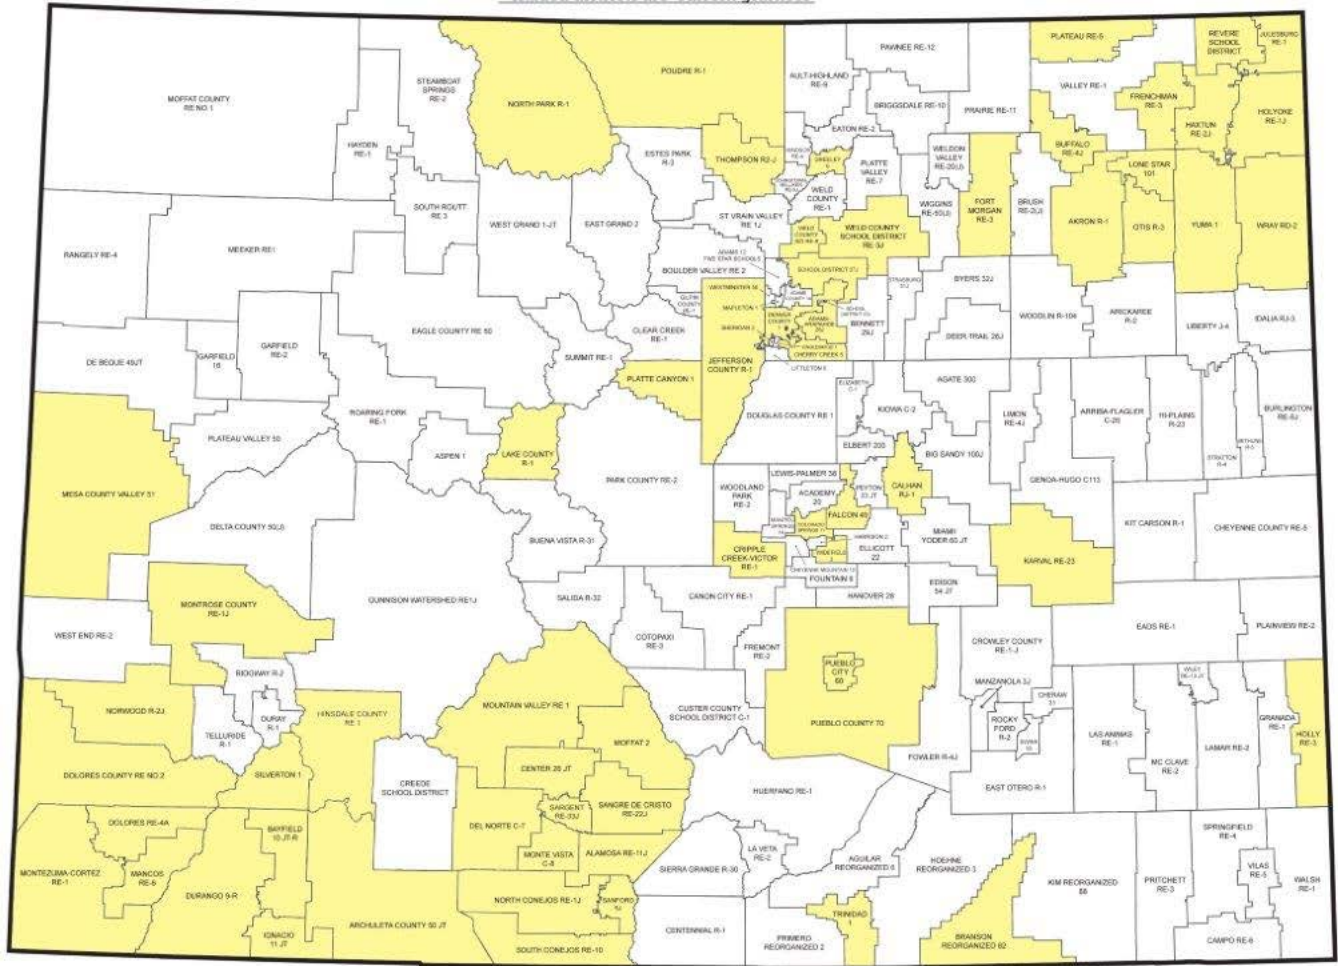 MOFFAT COUNTY
RE:NO 1
STEAMBOAT
SPRINGS
RE-2
NORTH PARK R-1
POUDRE R-1
AULT-HIGHLAND
RE-9
PAWNEE RE-12
PLATEAU RE-5
REVERE
SCHOOL
DISTRICT
JULESBURG
RE-1
BRIGGSDALE RE-10
PRAIRIE RE-11
VALLEY RE-1
FRENCHMAN
RE-3
HAXTUN
RE-2J
HOLYOKE
RE-1J
HAYDEN
RE-1
ESTES PARK
R-3
THOMPSON R2-J
EATON RE-2
GREELEY
6
PLATTE
VALLEY
RE-7
WELDON
VALLEY
RE-20(J)
BUFFALO
RE-4J
LONE STAR
101
SOUTH ROUTT
RE 3
WEST GRAND 1-JT
EAST GRAND 2
ST VRAIN VALLEY
RE 1J
WELD
COUNTY
RE-1
WIGGINS
RE-50(J)
FORT
MORGAN
RE-3
BRUSH
RE-2(J)
AKRON R-1
OTIS R-3
YUMA 1
WRAY RD-2
RANGELY RE-4
MEEKER RE1
WELD COUNTY
SCHOOL DISTRICT
RE-3J
ADAMS 12
FIVE STAR SCHOOLS
BOULDER VALLEY RE 2
SCHOOL DISTRICT 27J
STRASBURG
31J
BYERS 32J
WESTMINSTER 50
MAPLETON 1
SHERIDAN 2
GILPIN
COUNTY
RE-1
CLEAR CREEK
RE-1
BENNETT
29J
DEER TRAIL 26J
WOODLIN R-104
ARICKAREE
R-2
LIBERTY J-4
IDALIA RJ-3
DE BEQUE 49JT
GARFIELD
16
GARFIELD
RE-2
EAGLE COUNTY RE 50
SUMMIT RE-1
PLATTE CANYON 1
JEFFERSON
COUNTY R-1
CHERRY CREEK 5
LITTLETON 6
ROARING FORK
RE-1
DOUGLAS COUNTY RE 1
ELIZABETH
C-1
KIOWA C-2
AGATE 300
LIMON
RE-4J
ARRIBA-FLAGLER
C-20
HI-PLAINS
R-23
STRATTON
R-4
BETHUNE
R-5
BURLINGTON
RE-6J
PLATEAU VALLEY 50
ASPEN 1
LAKE COUNTY
R-1
PARK COUNTY RE-2
ELBERT 200
BIG SANDY 100J
GENOA-HUGO C113
MESA COUNTY VALLEY 51
DELTA COUNTY 50(J)
WOODLAND
PARK
RE-2
LEWIS-PALMER 38
ACADEMY
20
PEYTON
23 JT
CALHAN
RJ-1
FALCON 49
KIT CARSON R-1
CHEYENNE COUNTY RE-5
BUENA VISTA R-31
CRIPPLE
CREEK-VICTOR
RE-1
HARRISON 2
ELLICOTT
22
MIAMI
YODER 60 JT
KARVAL RE-23
CHEYENNE MOUNTAIN 12
FOUNTAIN 8
MONTROSE COUNTY
RE-1J
GUNNISON WATERSHED RE1J
SALIDA R-32
CANON CITY RE-1
HANOVER 28
EDISON
54 JT
WEST END RE-2
COTOPAXI
RE-3
FREMONT
RE-2
CROWLEY COUNTY
RE-1-J
EADS RE-1
PLAINVIEW RE-2
RIDGWAY R-2
PUEBLO
CITY
60
MANZANOLA 3J
CHERAW
31
WILEY
RE-13 JT
NORWOOD R-2J
TELLURIDE
R-1
OURAY
R-1
HINSDALE COUNTY
RE 1
MOUNTAIN VALLEY RE 1
CUSTER COUNTY
SCHOOL DISTRICT C-1
PUEBLO COUNTY 70
ROCKY
FORD
R-2
LAS ANIMAS
RE-1
LAMAR RE-2
GRANADA
RE-1
HOLLY
RE-3
MOFFAT 2
FOWLER R-4J
MC CLAVE
RE-2
DOLORES COUNTY RE NO.2
SILVERTON 1
CREEDE
SCHOOL DISTRICT
CENTER 26 JT
HUERFANO RE-1
EAST OTERO R-1
SARGENT
RE-33J
SANGRE DE CRISTO
RE-22J
DOLORES RE-4A
BAYFIELD
10 JT-R
DEL NORTE C-7
MONTE VISTA
C-8
ALAMOSA RE-11J
SIERRA GRANDE R-30
LA VETA
RE-2
AGUILAR
REORGANIZED 6
HOEHNE
REORGANIZED 3
KIM REORGANIZED
88
PRITCHETT
RE-3
SPRINGFIELD
RE-4
VILAS
RE-5
WALSH
RE-1
MONTEZUMA-CORTEZ
RE-1
MANCOS
RE-6
DURANGO 9-R
NORTH CONEJOS RE-1J
SANFORD
6J
TRINIDAD
1
IGNACIO
11 JT
ARCHULETA COUNTY 50 JT
SOUTH CONEJOS RE-10
CENTENNIAL R-1
PRIMERO
REORGANIZED 2
BRANSON
REORGANIZED 82
CAMPO RE-6